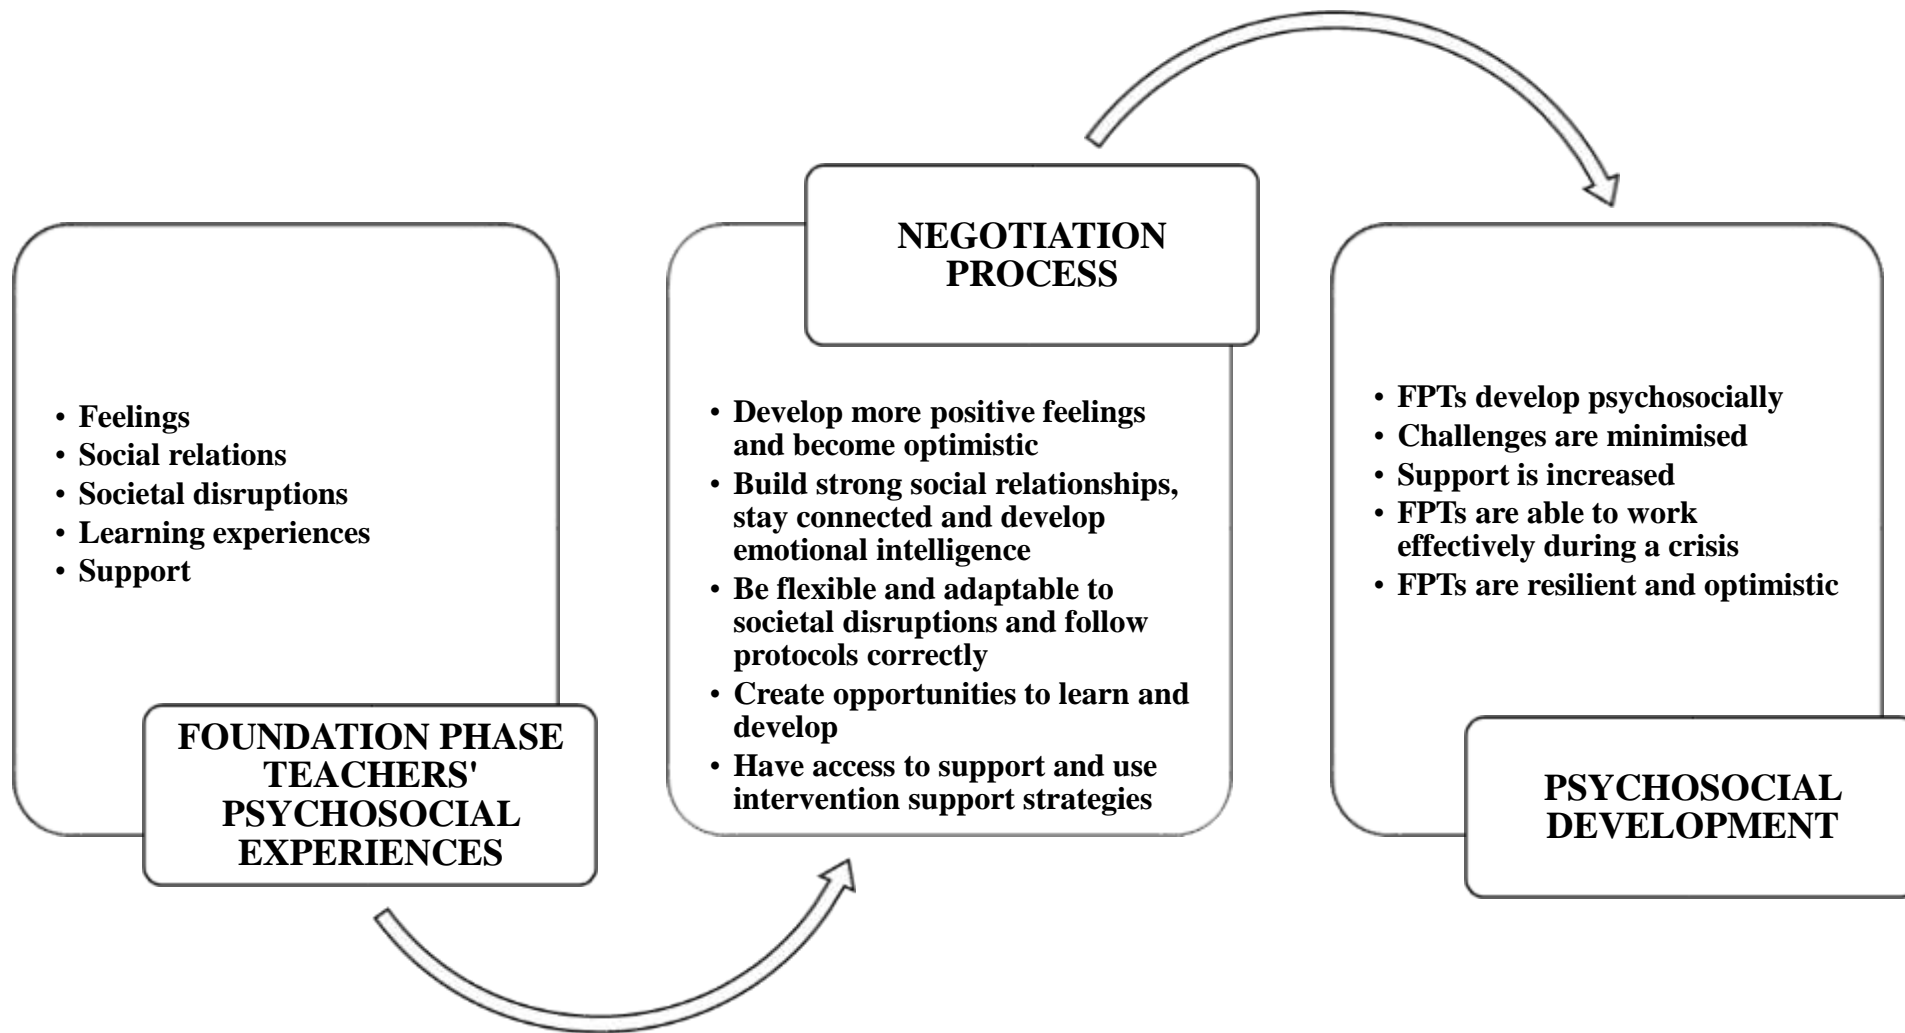 • Feelings
• Social relations
• Societal disruptions
• Learning experiences
• Support
FOUNDATION PHASE
TEACHERS'
PSYCHOSOCIAL
EXPERIENCES
NEGOTIATION
PROCESS
• Develop more positive feelings
and become optimistic
• Build strong social relationships,
stay connected and develop
emotional intelligence
• Be flexible and adaptable to
societal disruptions and follow
protocols correctly
• Create opportunities to learn and
develop
• Have access to support and use
intervention support strategies
• FPTs develop psychosocially
• Challenges are minimised
• Support is increased
• FPTs are able to work
effectively during a crisis
• FPTs are resilient and optimistic
PSYCHOSOCIAL
DEVELOPMENT